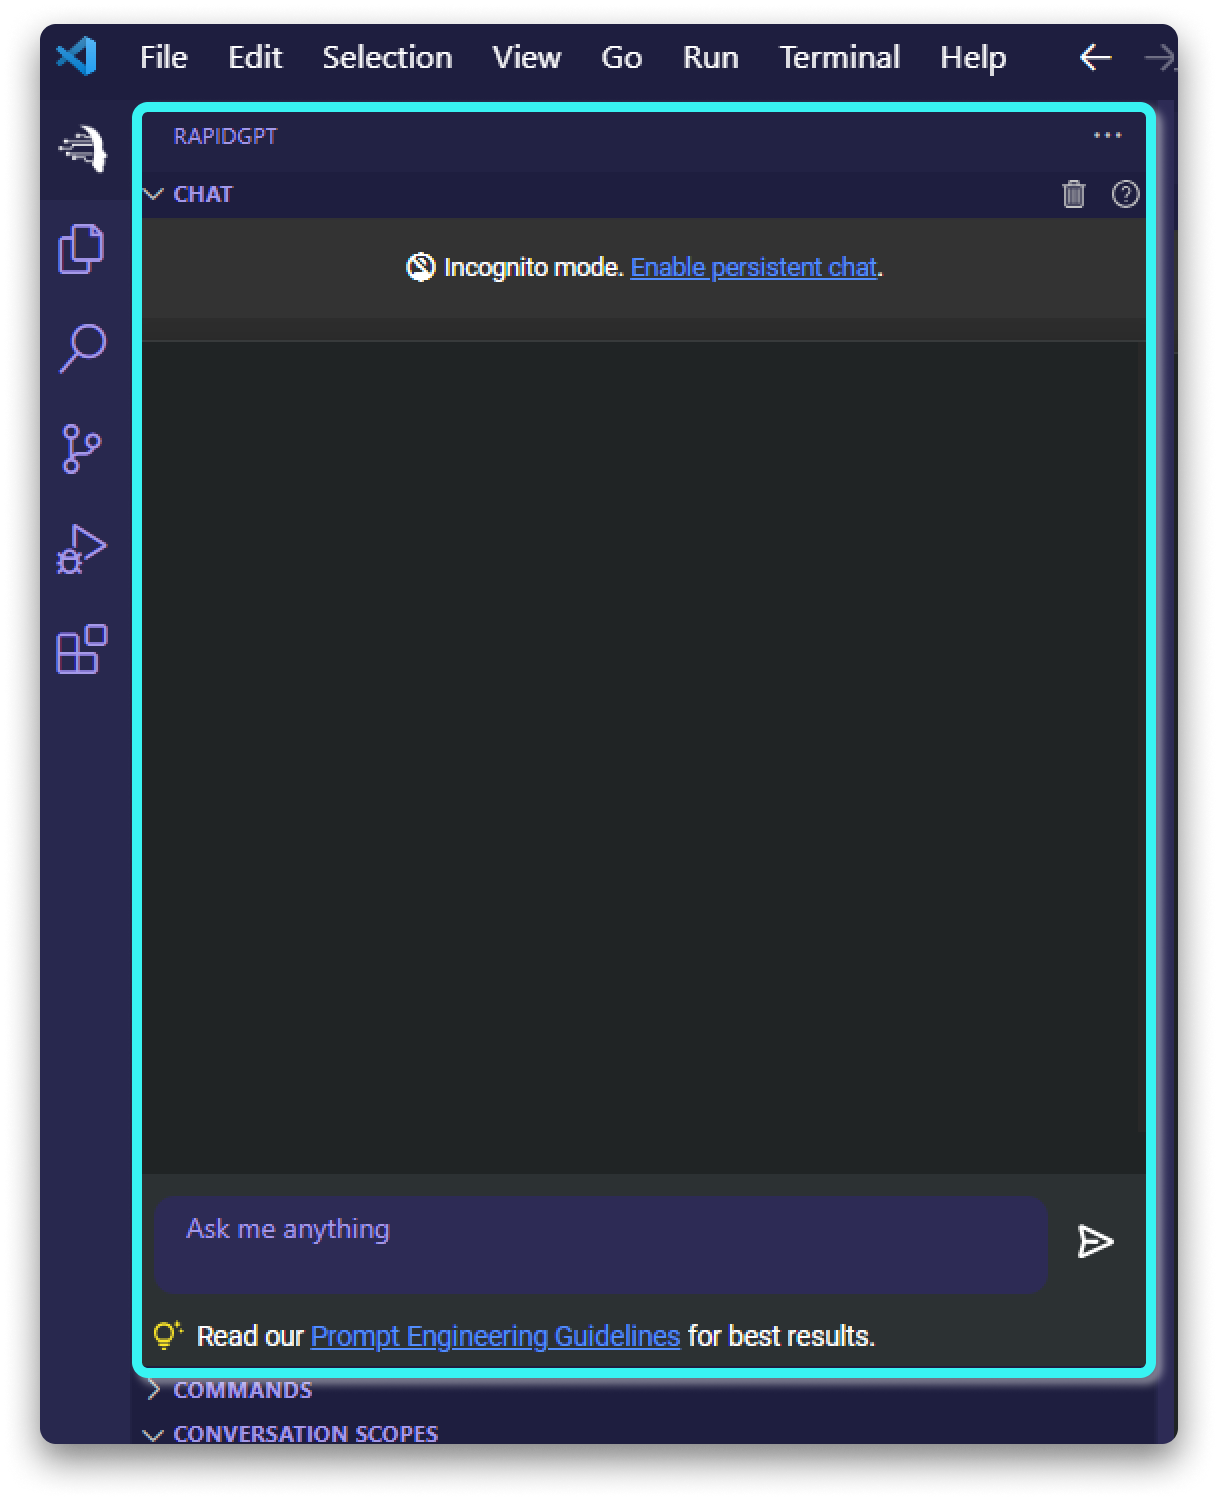 File Edit Selection View Go Run Terminal Help
RAPIDGPT
CHAT
Incognito mode. Enable persistent chat.
Ask me anything
Read our Prompt Engineering Guidelines for best results.
COMMANDS
CONVERSATION SCOPES